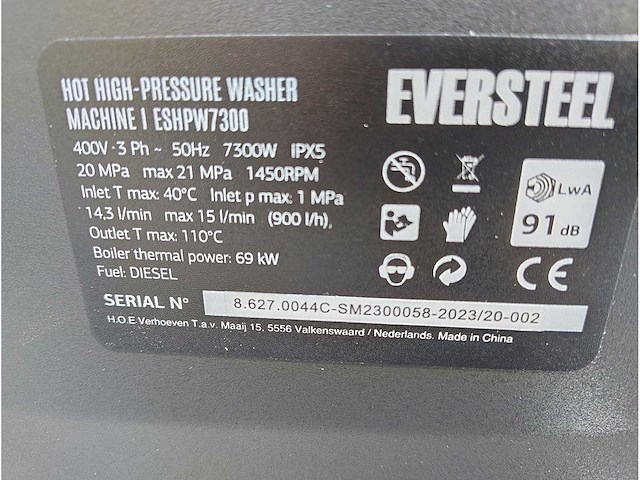 EVERSTEEL
HOT HIGH-PRESSURE WASHER
MACHINE I ESHPW7300
400V - 3 Ph ~ 50Hz 7300W IPX5
20 MPa max 21 MPa 1450RPM
Inlet T max: 40°C Inlet p max: 1 MPa
14.3 l/min max 15 l/min (900 l/h),
Outlet T max: 110°C
Boiler thermal power: 69 kW
Fuel: DIESEL
LWA
91 dB
CE
SERIAL N° 8.627.0044C-SM2300058-2023/20-002
H.O.E Verhoeven T.a.v. Maaij 15, 5556 Valkenswaard / Nederlands. Made in China